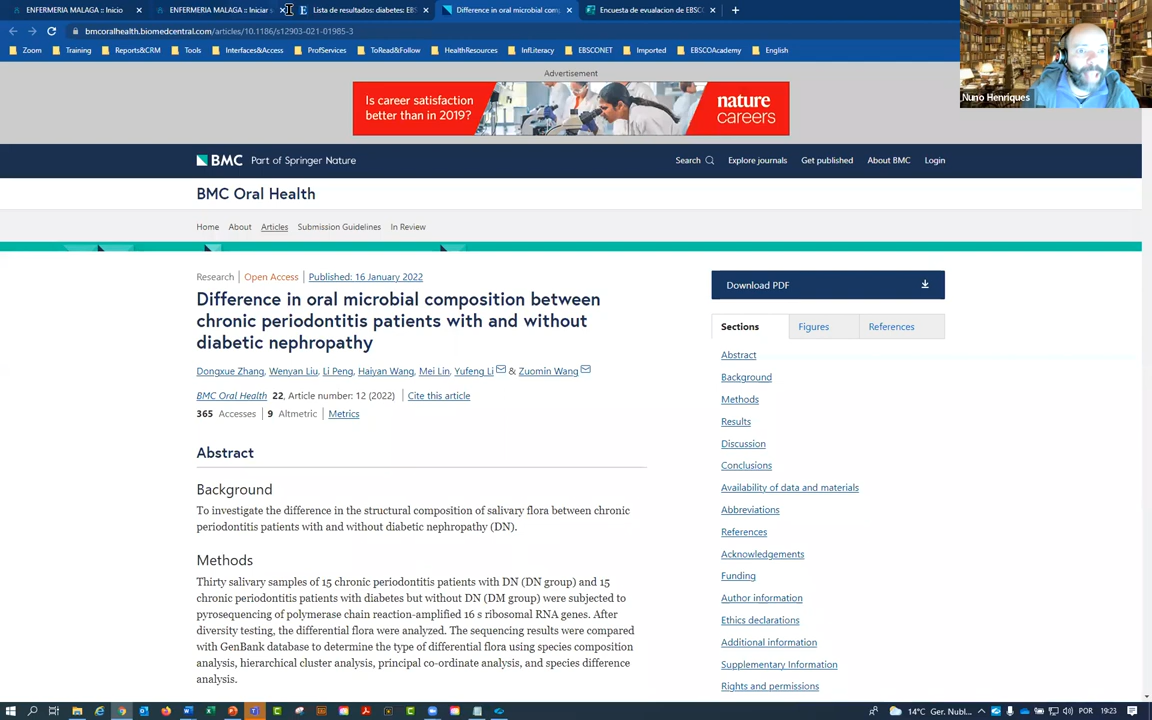 ENFERMERIA MALAGA :: Inicio
ENFERMERIA MALAGA :: Iniciar s
Lista de resultados: diabetes: EBS
Difference in oral microbial com
Encuesta de evualacion de EBSCO
bmcoralhealth.biomedcentral.com/articles/10.1186/s12903-021-01985-3
Zoom
Training
Reports&CRM
Tools
Interfaces&Access
ProfServices
ToRead&Follow
HealthResources
InfLiteracy
EBSCONET
Imported
EBSCOAcademy
English
Nuno Henriques
Advertisement
Is career satisfaction
better than in 2019?
nature
careers
BMC Part of Springer Nature
Search
Explore journals
Get published
About BMC
Login
BMC Oral Health
Home
About
Articles
Submission Guidelines
In Review
Research | Open Access | Published: 16 January 2022
Difference in oral microbial composition between
chronic periodontitis patients with and without
diabetic nephropathy
Dongxue Zhang, Wenyan Liu, Li Peng, Haiyan Wang, Mei Lin, Yufeng Li & Zuomin Wang
BMC Oral Health 22, Article number: 12 (2022) | Cite this article
365 Accesses | 9 Altmetric | Metrics
Abstract
Background
To investigate the difference in the structural composition of salivary flora between chronic
periodontitis patients with and without diabetic nephropathy (DN).
Methods
Thirty salivary samples of 15 chronic periodontitis patients with DN (DN group) and 15
chronic periodontitis patients with diabetes but without DN (DM group) were subjected to
pyrosequencing of polymerase chain reaction-amplified 16 s ribosomal RNA genes. After
diversity testing, the differential flora were analyzed. The sequencing results were compared
with GenBank database to determine the type of differential flora using species composition
analysis, hierarchical cluster analysis, principal co-ordinate analysis, and species difference
analysis.
Download PDF
Sections
Figures
References
Abstract
Background
Methods
Results
Discussion
Conclusions
Availability of data and materials
Abbreviations
References
Acknowledgements
Funding
Author information
Ethics declarations
Additional information
Supplementary Information
Rights and permissions
14°C Ger. Nubl...
POR
19:23